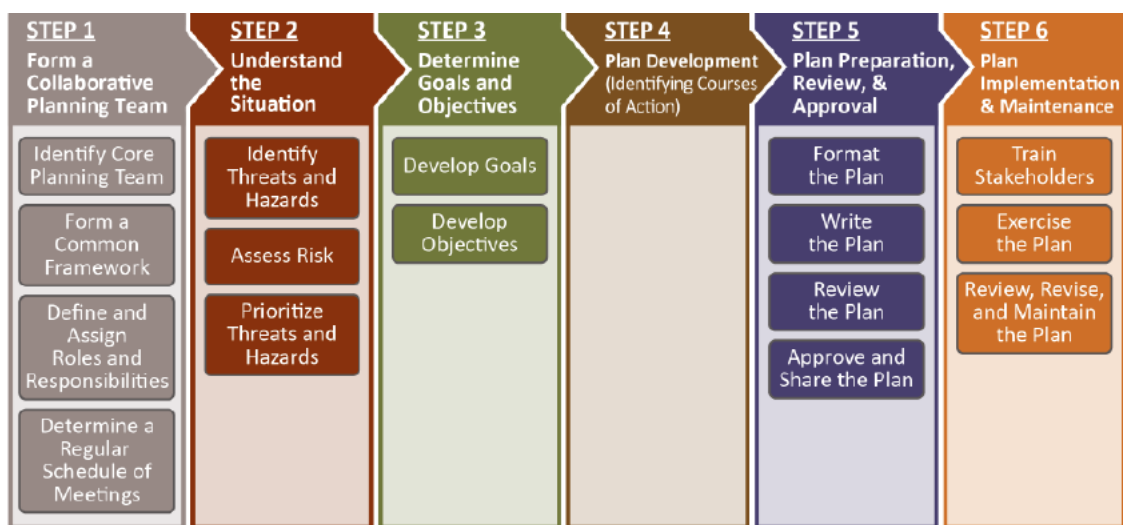 STEP 1
Form a
Collaborative
Planning Team
Identify Core
Planning Team
Form a
Common
Framework
Define and
Assign
Roles and
Responsibilities
Determine a
Regular
Schedule of
Meetings
STEP 2
Understand
the
Situation
Identify
Threats and
Hazards
Assess Risk
Prioritize
Threats and
Hazards
STEP 3
Determine
Goals and
Objectives
Develop Goals
Develop
Objectives
STEP 4
Plan Development
(Identifying Courses
of Action)
STEP 5
Plan Preparation,
Review, &
Approval
Format
the Plan
Write
the Plan
Review
the Plan
Approve and
Share the Plan
STEP 6
Plan
Implementation
& Maintenance
Train
Stakeholders
Exercise
the Plan
Review, Revise,
and Maintain
the Plan